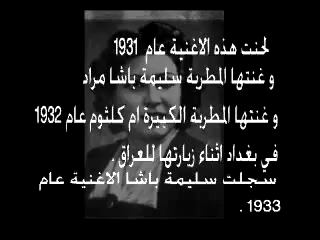 لحنت هذه الاغنية عام 1931
و غنتها المطربة سليمة باشا مراد
و غنتها المطربة الكبيرة ام كلثوم عام 1932
في بغداد اثناء زيارتها للعراق .
سجلت سليمة باشا الاغنية عام
1933 .